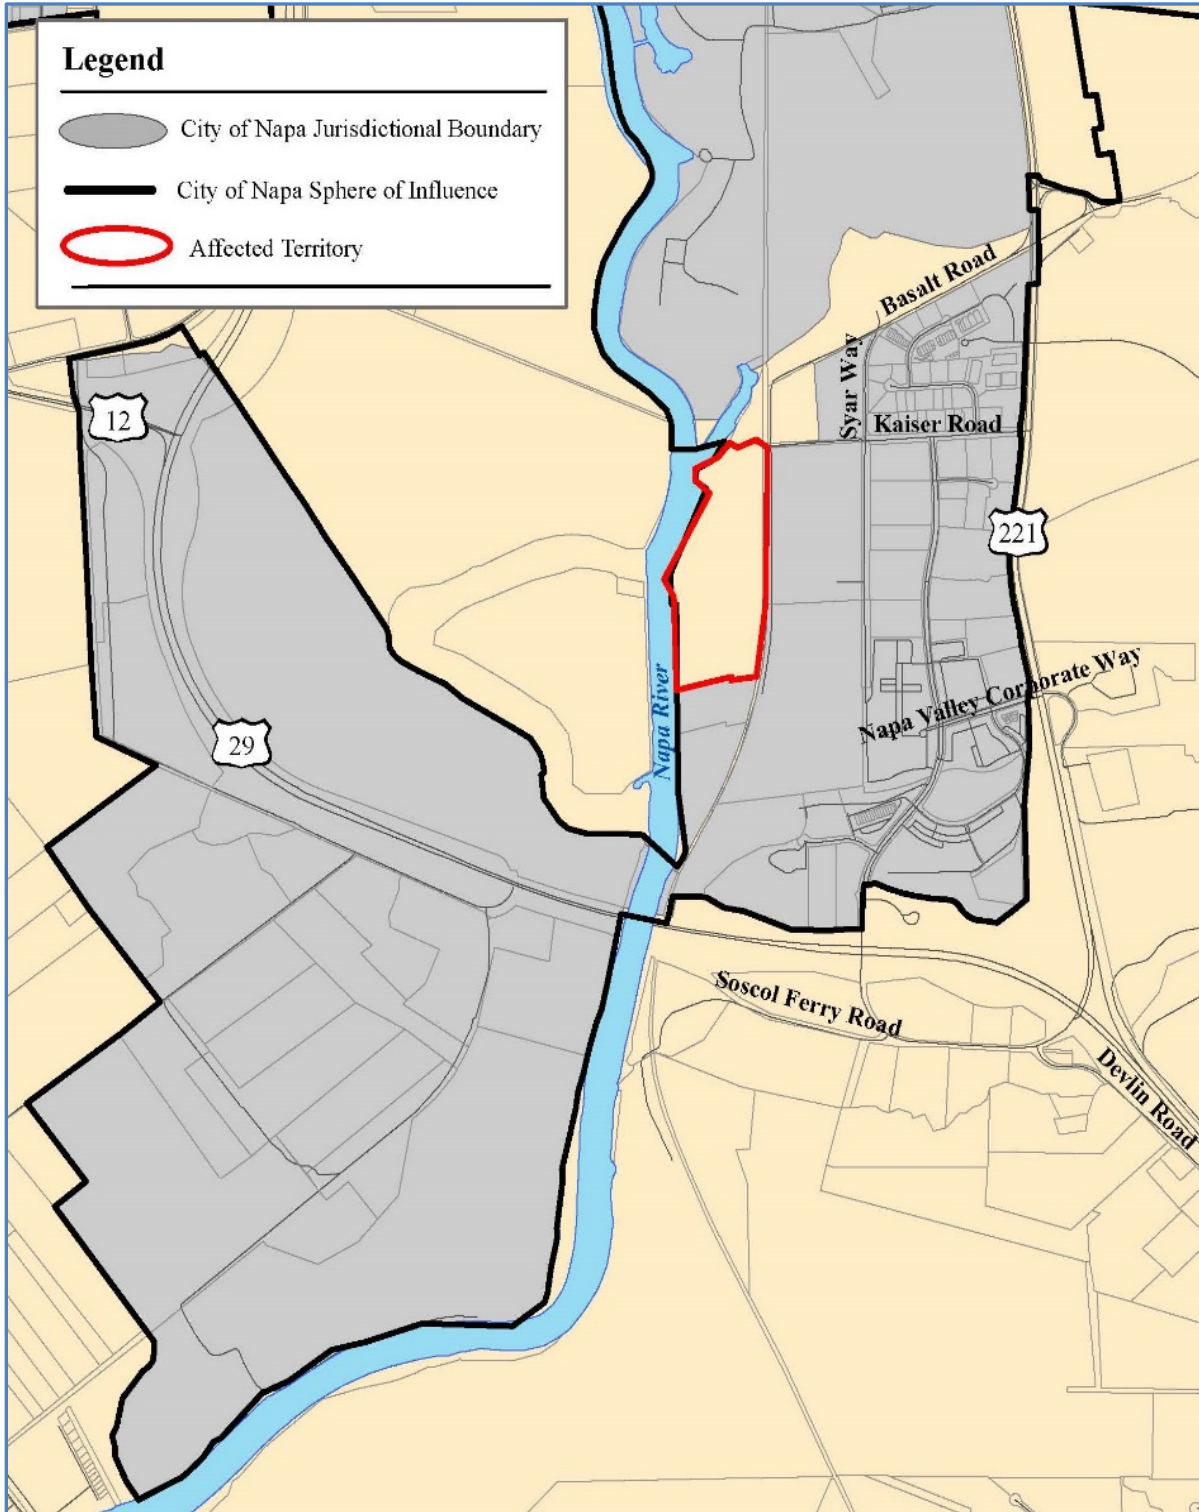 Legend
City of Napa Jurisdictional Boundary
City of Napa Sphere of Influence
Affected Territory
Basalt Road
Syar Way
12
Kaiser Road
221
Napa Valley Corporate Way
Napa River
29
Soscol Ferry Road
Devlin Road